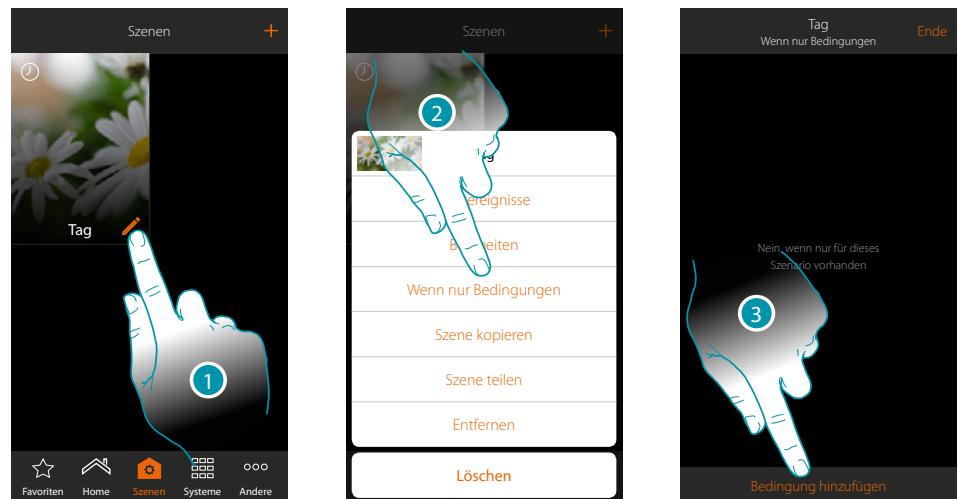 Szenen
+
Tag
1
Favoriten
Home
Szenen
Systeme
Andere
Szenen
+
2
ereignisse
Wenn nur Bedingungen
Szene kopieren
Szene teilen
Entfernen
Löschen
Tag
Wenn nur Bedingungen
Ende
Nein, wenn nur für dieses
Szenario vorhanden
3
Bedingung hinzufügen